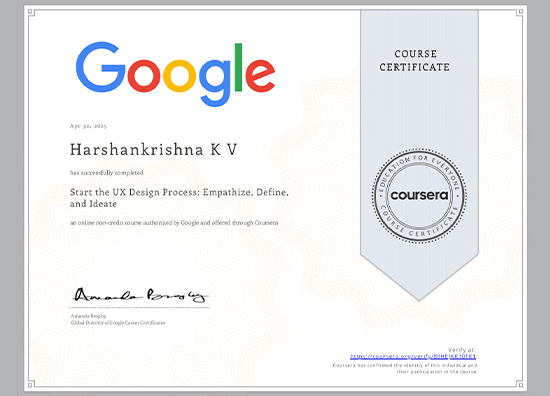 Google
COURSE
CERTIFICATE
Apr 30, 2025
Harshankrishna K V
has successfully completed
Start the UX Design Process: Empathize, Define,
and Ideate
an online non-credit course authorized by Google and offered through Coursera
EDUCATION FOR EVERYONE
coursera
COURSE CERTIFICATE
Amanda Brophy
Amanda Brophy
Global Director of Google Career Certificates
Verify at:
https://coursera.org/verify/
Coursera has confirmed the identity of this individual and
their participation in the course.